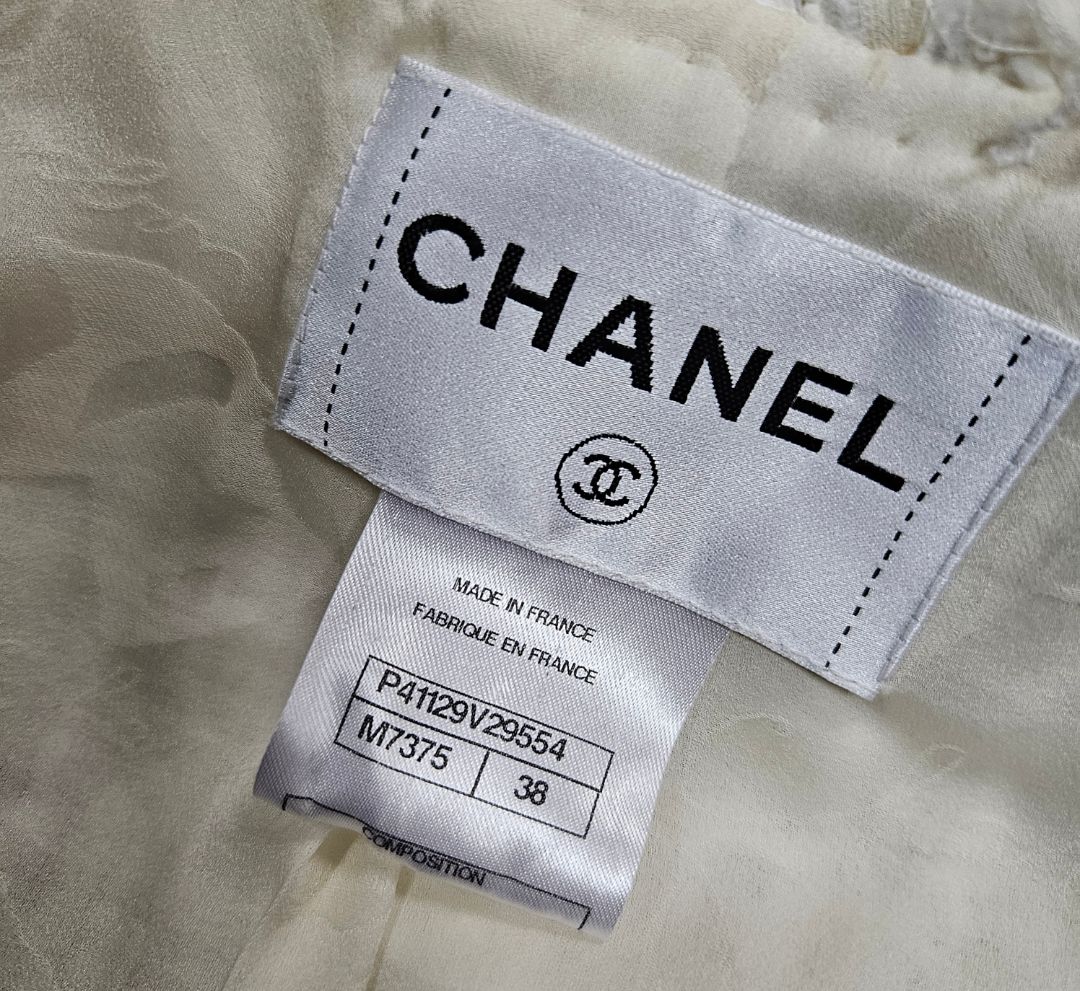 CHANEL
MADE IN FRANCE
FABRIQUE EN FRANCE
P41129V29554
M7375 38
COMPOSITION